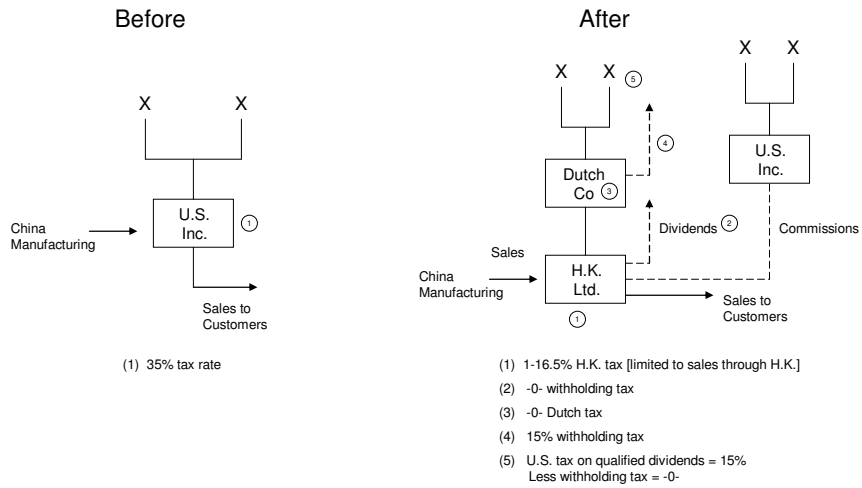 Before
X X
U.S.
Inc.
1
China
Manufacturing
Sales to
Customers
(1) 35% tax rate
After
X X
5
X X
4
Dutch
Co 3
U.S.
Inc.
Dividends 2
Commissions
Sales
China
Manufacturing
H.K.
Ltd.
Sales to
Customers
1
(1) 1-16.5% H.K. tax [limited to sales through H.K.]
(2) -0- withholding tax
(3) -0- Dutch tax
(4) 15% withholding tax
(5) U.S. tax on qualified dividends = 15%
Less withholding tax = -0-